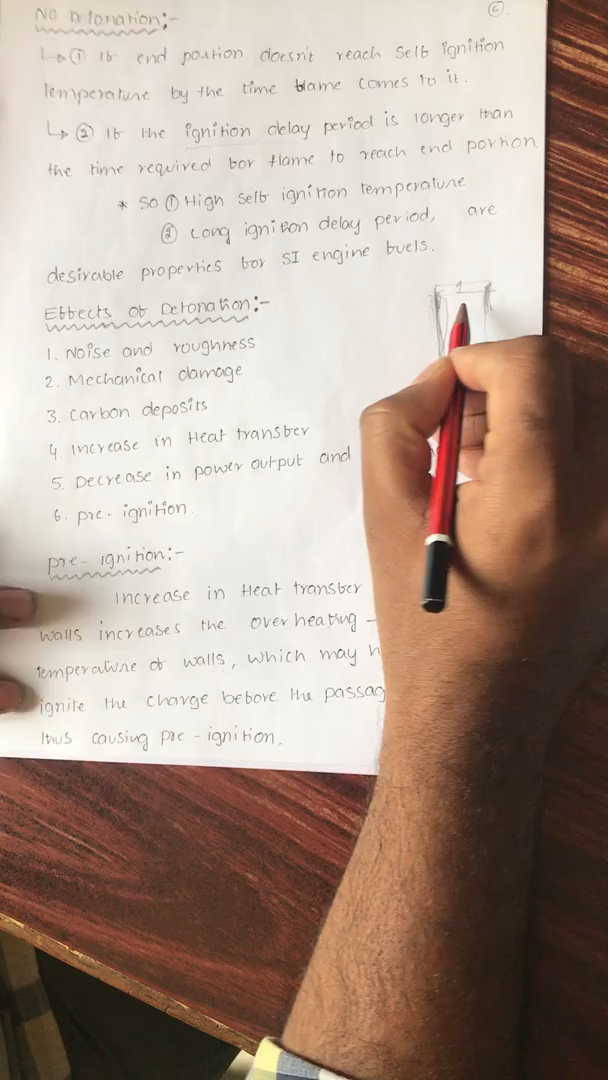 6.
No Detonation:-
① If end portion doesn't reach self ignition
temperature by the time flame comes to it.
② If the ignition delay period is longer than
the time required for flame to reach end portion
* So ① High self ignition temperature
② Long ignition delay period, are
desirable properties for SI engine fuels.
Effects of Detonation:-
1. Noise and roughness
2. Mechanical damage
3. Carbon deposits
4. Increase in Heat transfer
5. Decrease in power output and
6. pre-ignition.
pre-ignition:-
Increase in Heat transfer
walls increases the overheating -
temperature of walls, which may
ignite the charge before the passag
thus causing pre-ignition.